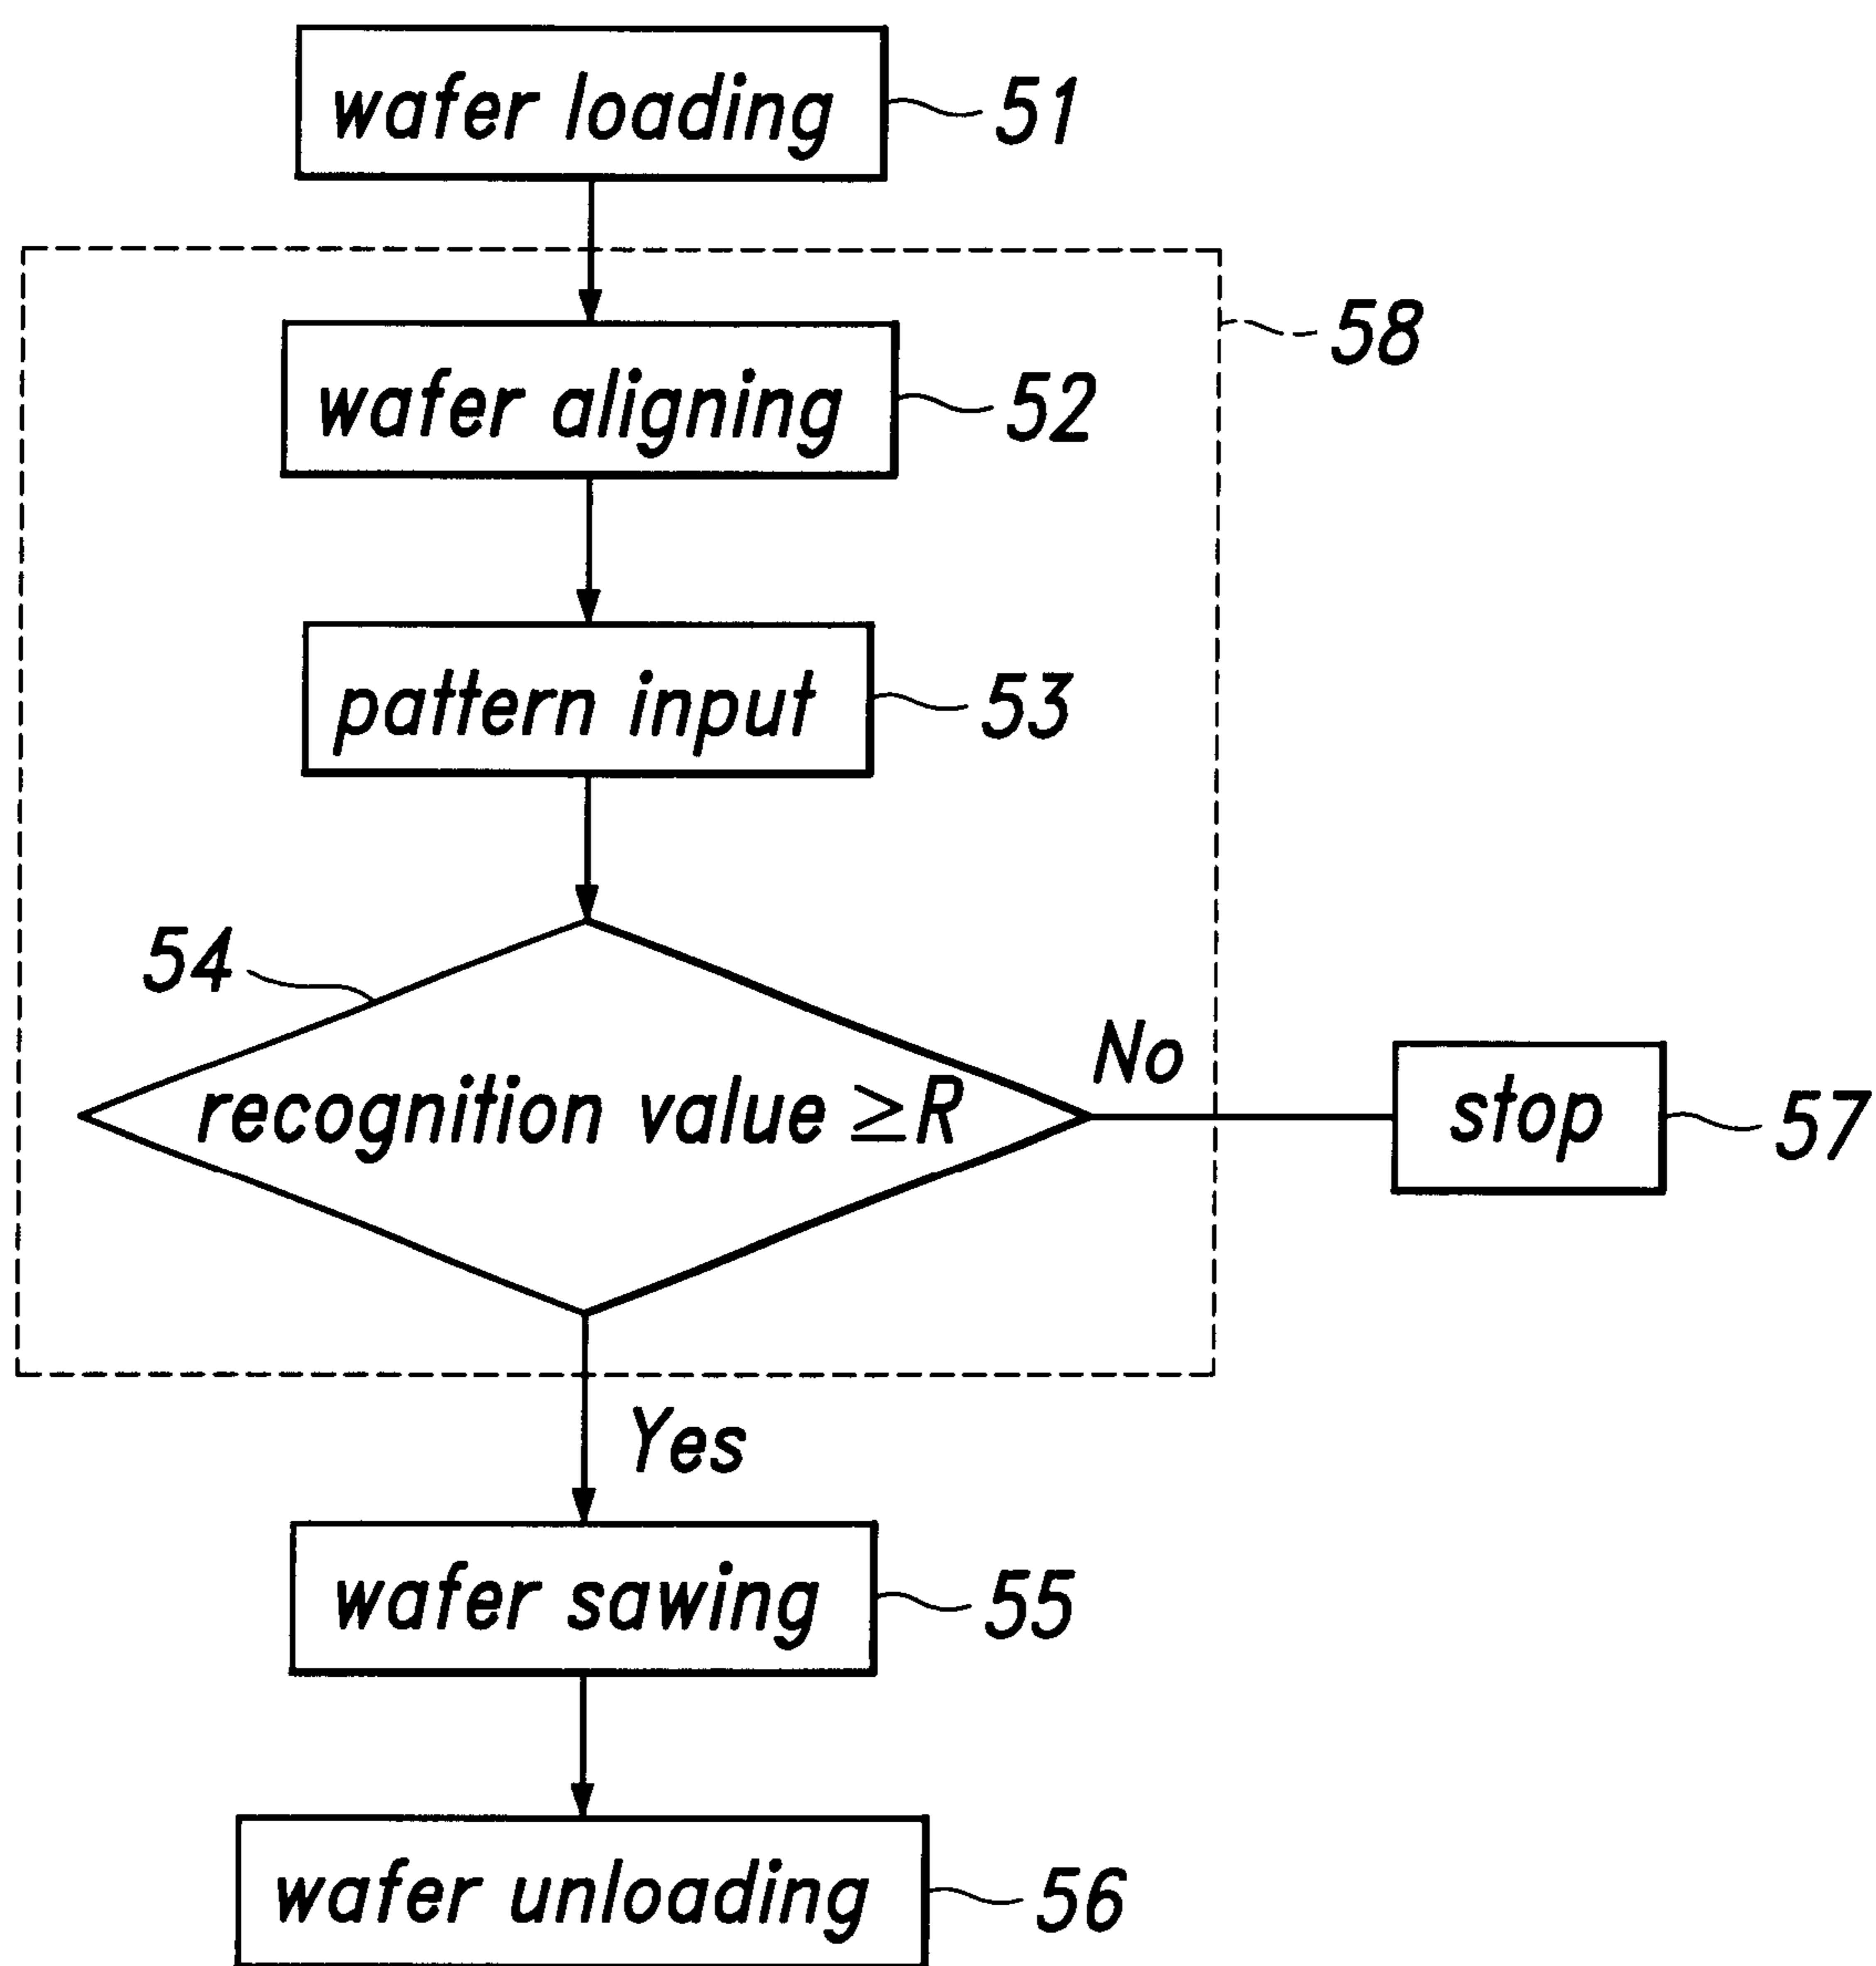 wafer loading 51
58
wafer aligning 52
pattern input 53
54
recognition value ≥R
No
stop 57
Yes
wafer sawing 55
wafer unloading 56